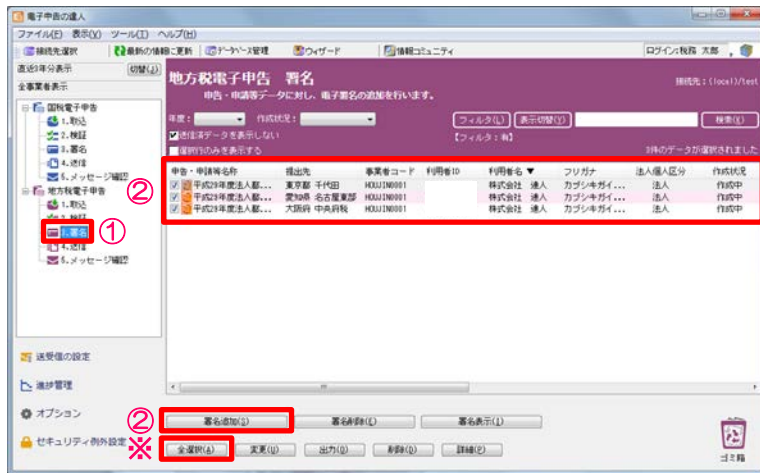 電子申告の達人
ファイル(F) 表示(V) ツール(T) ヘルプ(H)
接続先選択 最新の情報に更新 データベース管理 ウィザード 情報コミュニティ ログイン:税務 太郎
直近3年分表示 切替(J)
全事業者表示
国税電子申告
1.取込
2.検証
3.署名
4.送信
5.メッセージ確認
地方税電子申告
1.取込
2.検証
3.署名 ①
4.送信
5.メッセージ確認
送受信の設定
進捗管理
オプション
セキュリティ例外設定
地方税電子申告 署名 接続先:(local)/test
申告・申請等データに対し、電子署名の追加を行います。
年度: 作成状況: フィルタ(L) 表示切替(Y) 検索(K)
送信済データを表示しない 【フィルタ:有】
選択行のみを表示する 3件のデータが選択されました
②
申告・申請等名称 提出先 事業者コード 利用者ID 利用者名 ▼ フリガナ 法人個人区分 作成状況
平成29年度法人都... 東京都 千代田 HOUJIN0001 株式会社 達人 カブシキガイ... 法人 作成中
平成29年度法人都... 愛知県 名古屋東部 HOUJIN0001 株式会社 達人 カブシキガイ... 法人 作成中
平成29年度法人都... 大阪府 中央府税 HOUJIN0001 株式会社 達人 カブシキガイ... 法人 作成中
② 署名追加(S) 署名削除(E) 署名表示(I)
※ 全選択(A) 変更(U) 出力(O) 削除(D) 詳細(P)
ゴミ箱